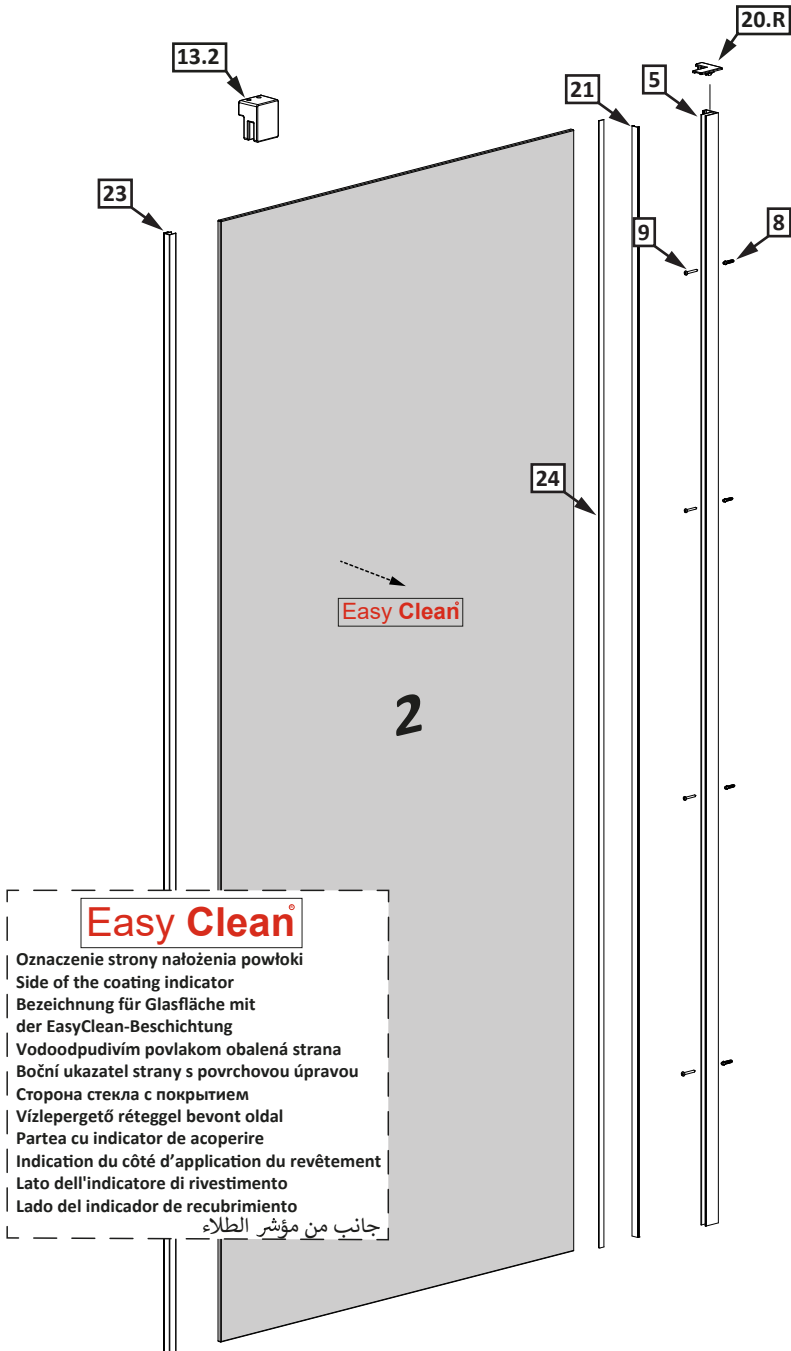 20.R
13.2
5
21
23
9
8
24
Easy Clean
2
Easy Clean®
Oznaczenie strony nałożenia powłoki
Side of the coating indicator
Bezeichnung für Glasfläche mit
der EasyClean-Beschichtung
Vodoodpudivím povlakom obalená strana
Boční ukazatel strany s povrchovou úpravou
Сторона стекла с покрытием
Vízlepergető réteggel bevont oldal
Partea cu indicator de acoperire
Indication du côté d’application du revêtement
Lato dell'indicatore di rivestimento
Lado del indicador de recubrimiento
جانب من مؤشر الطلاء